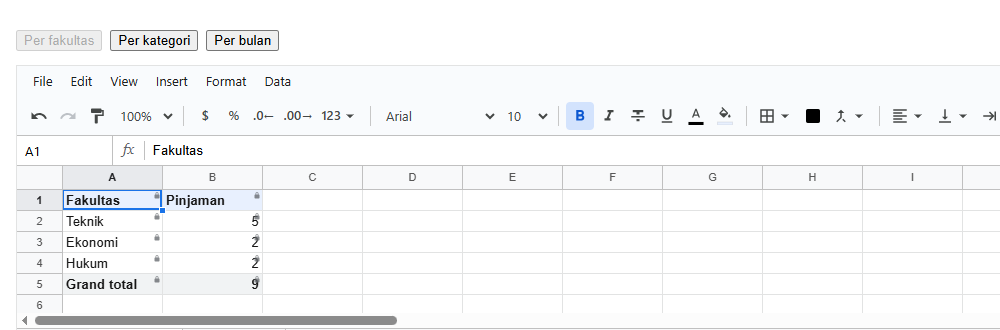 Per fakultas Per kategori Per bulan
File Edit View Insert Format Data
100% $ % .0← .00→ 123 Arial 10 B I U A
A1 fx Fakultas
A B C D E F G H I
1 Fakultas Pinjaman
2 Teknik 5
3 Ekonomi 2
4 Hukum 2
5 Grand total 9
6